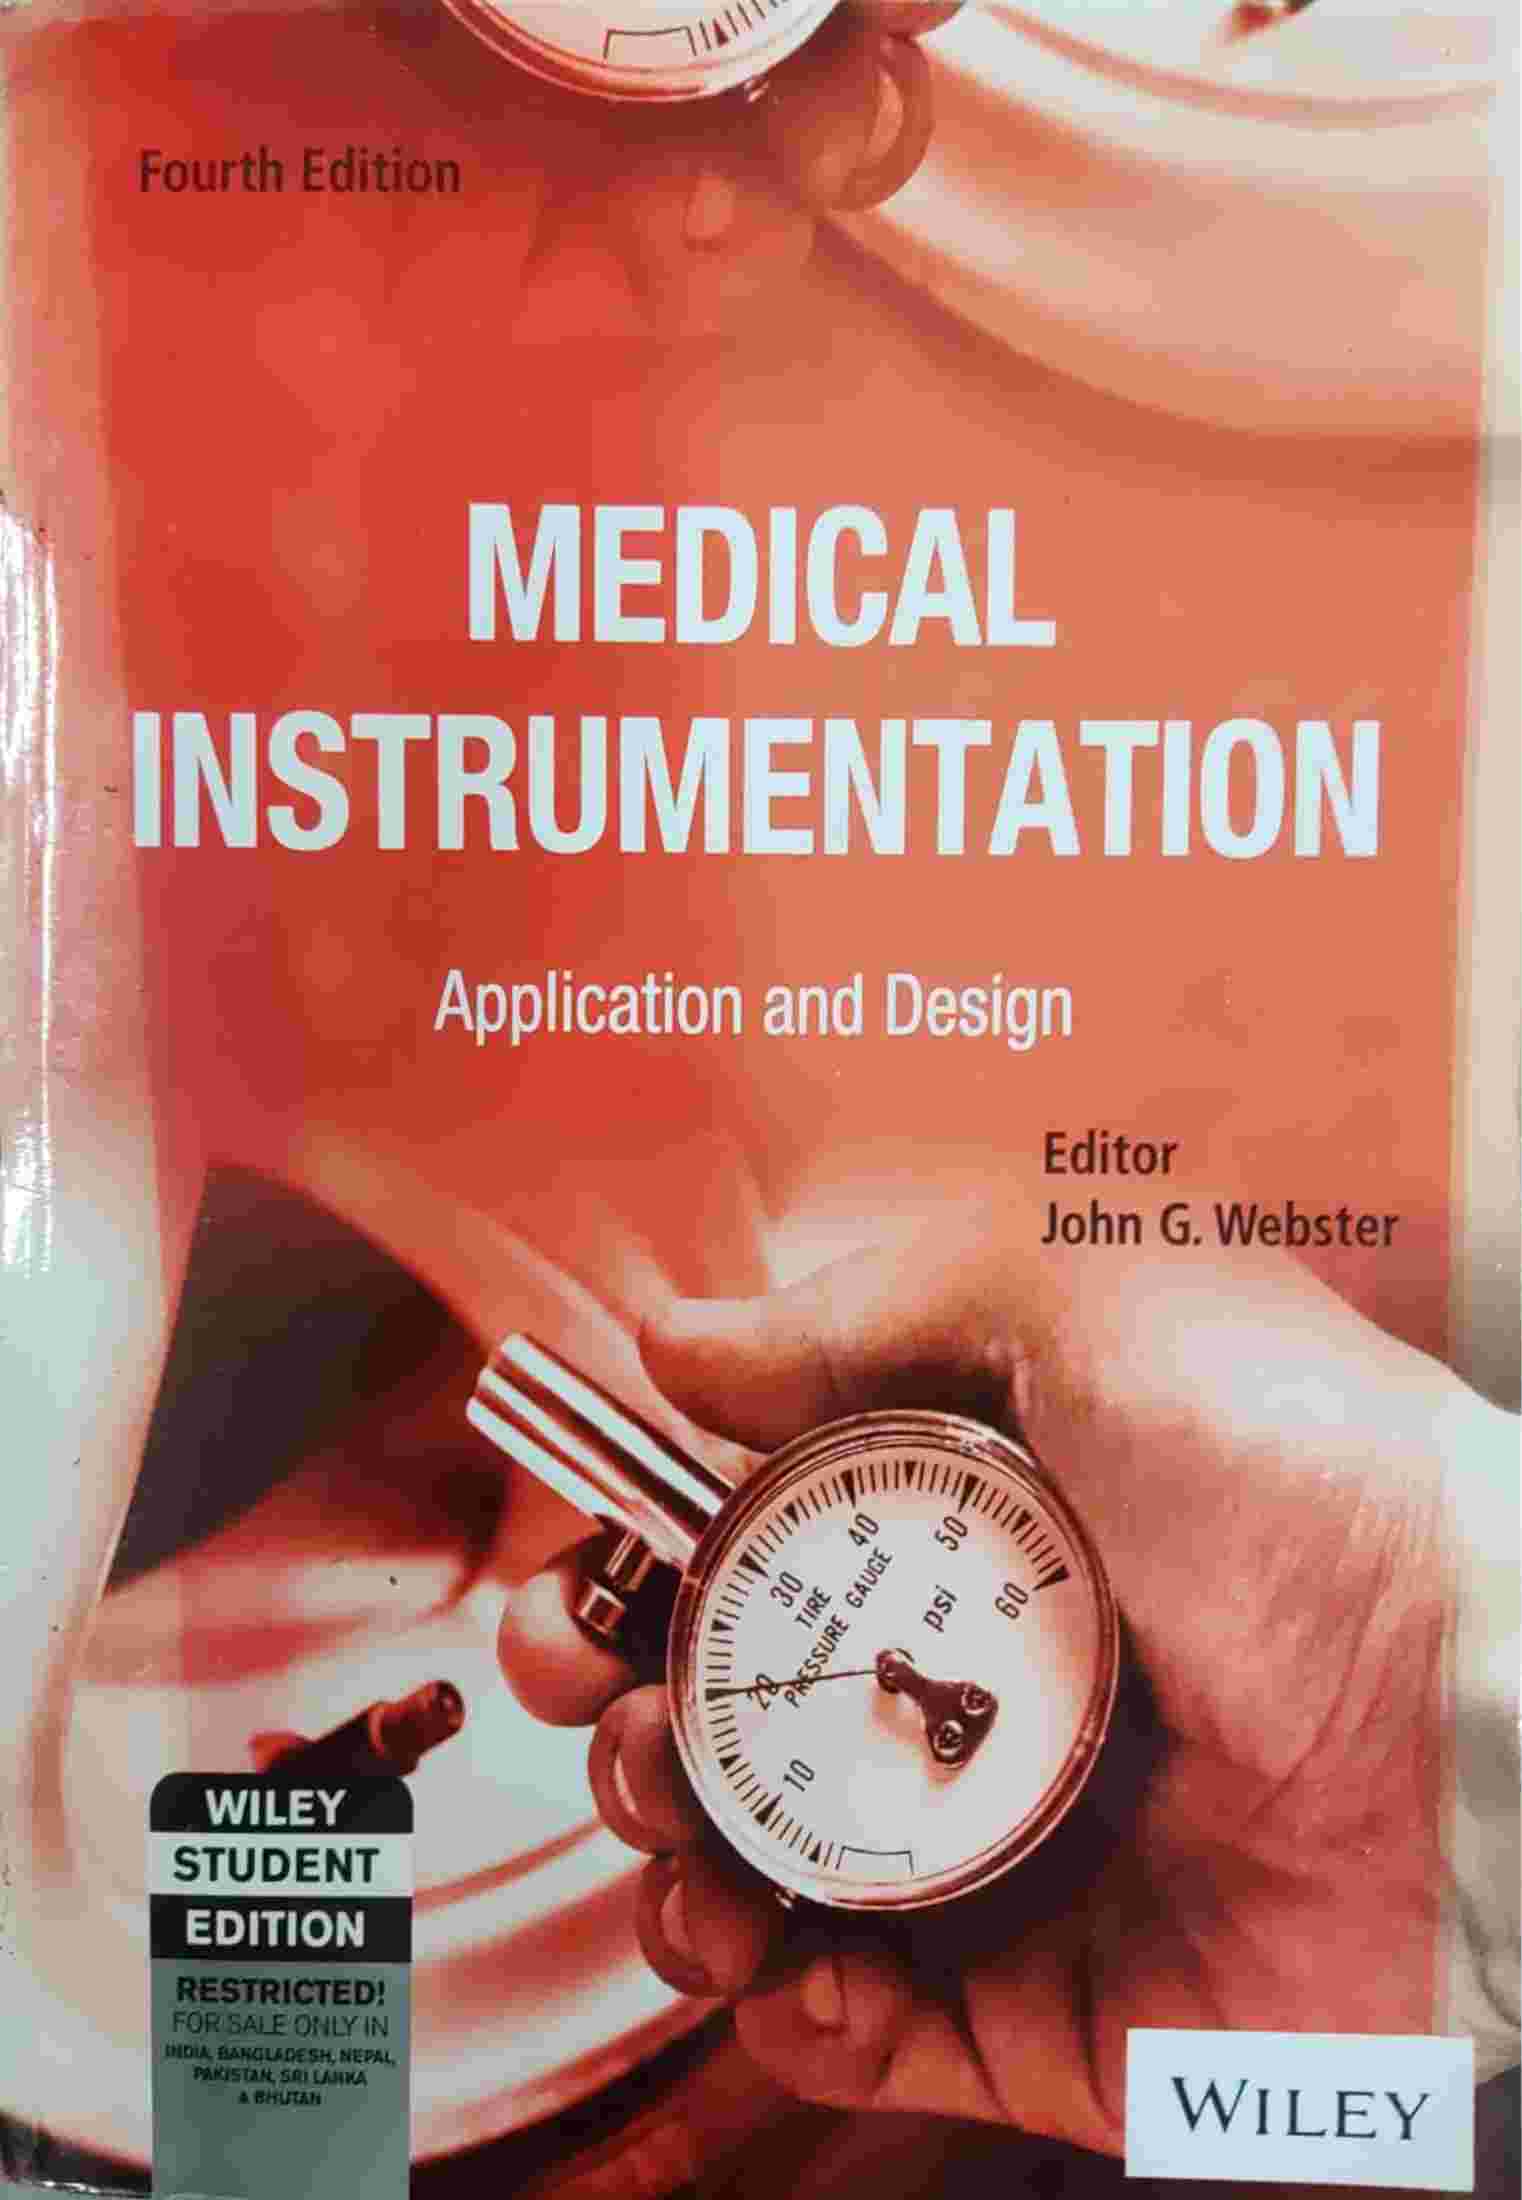 Fourth Edition
MEDICAL
INSTRUMENTATION
Application and Design
Editor
John G. Webster
40
50
30
TIRE
PRESSURE GAUGE
psi
60
20
10
WILEY
STUDENT
EDITION
RESTRICTED!
FOR SALE ONLY IN
INDIA, BANGLADESH, NEPAL,
PAKISTAN, SRI LANKA
& BHUTAN
WILEY